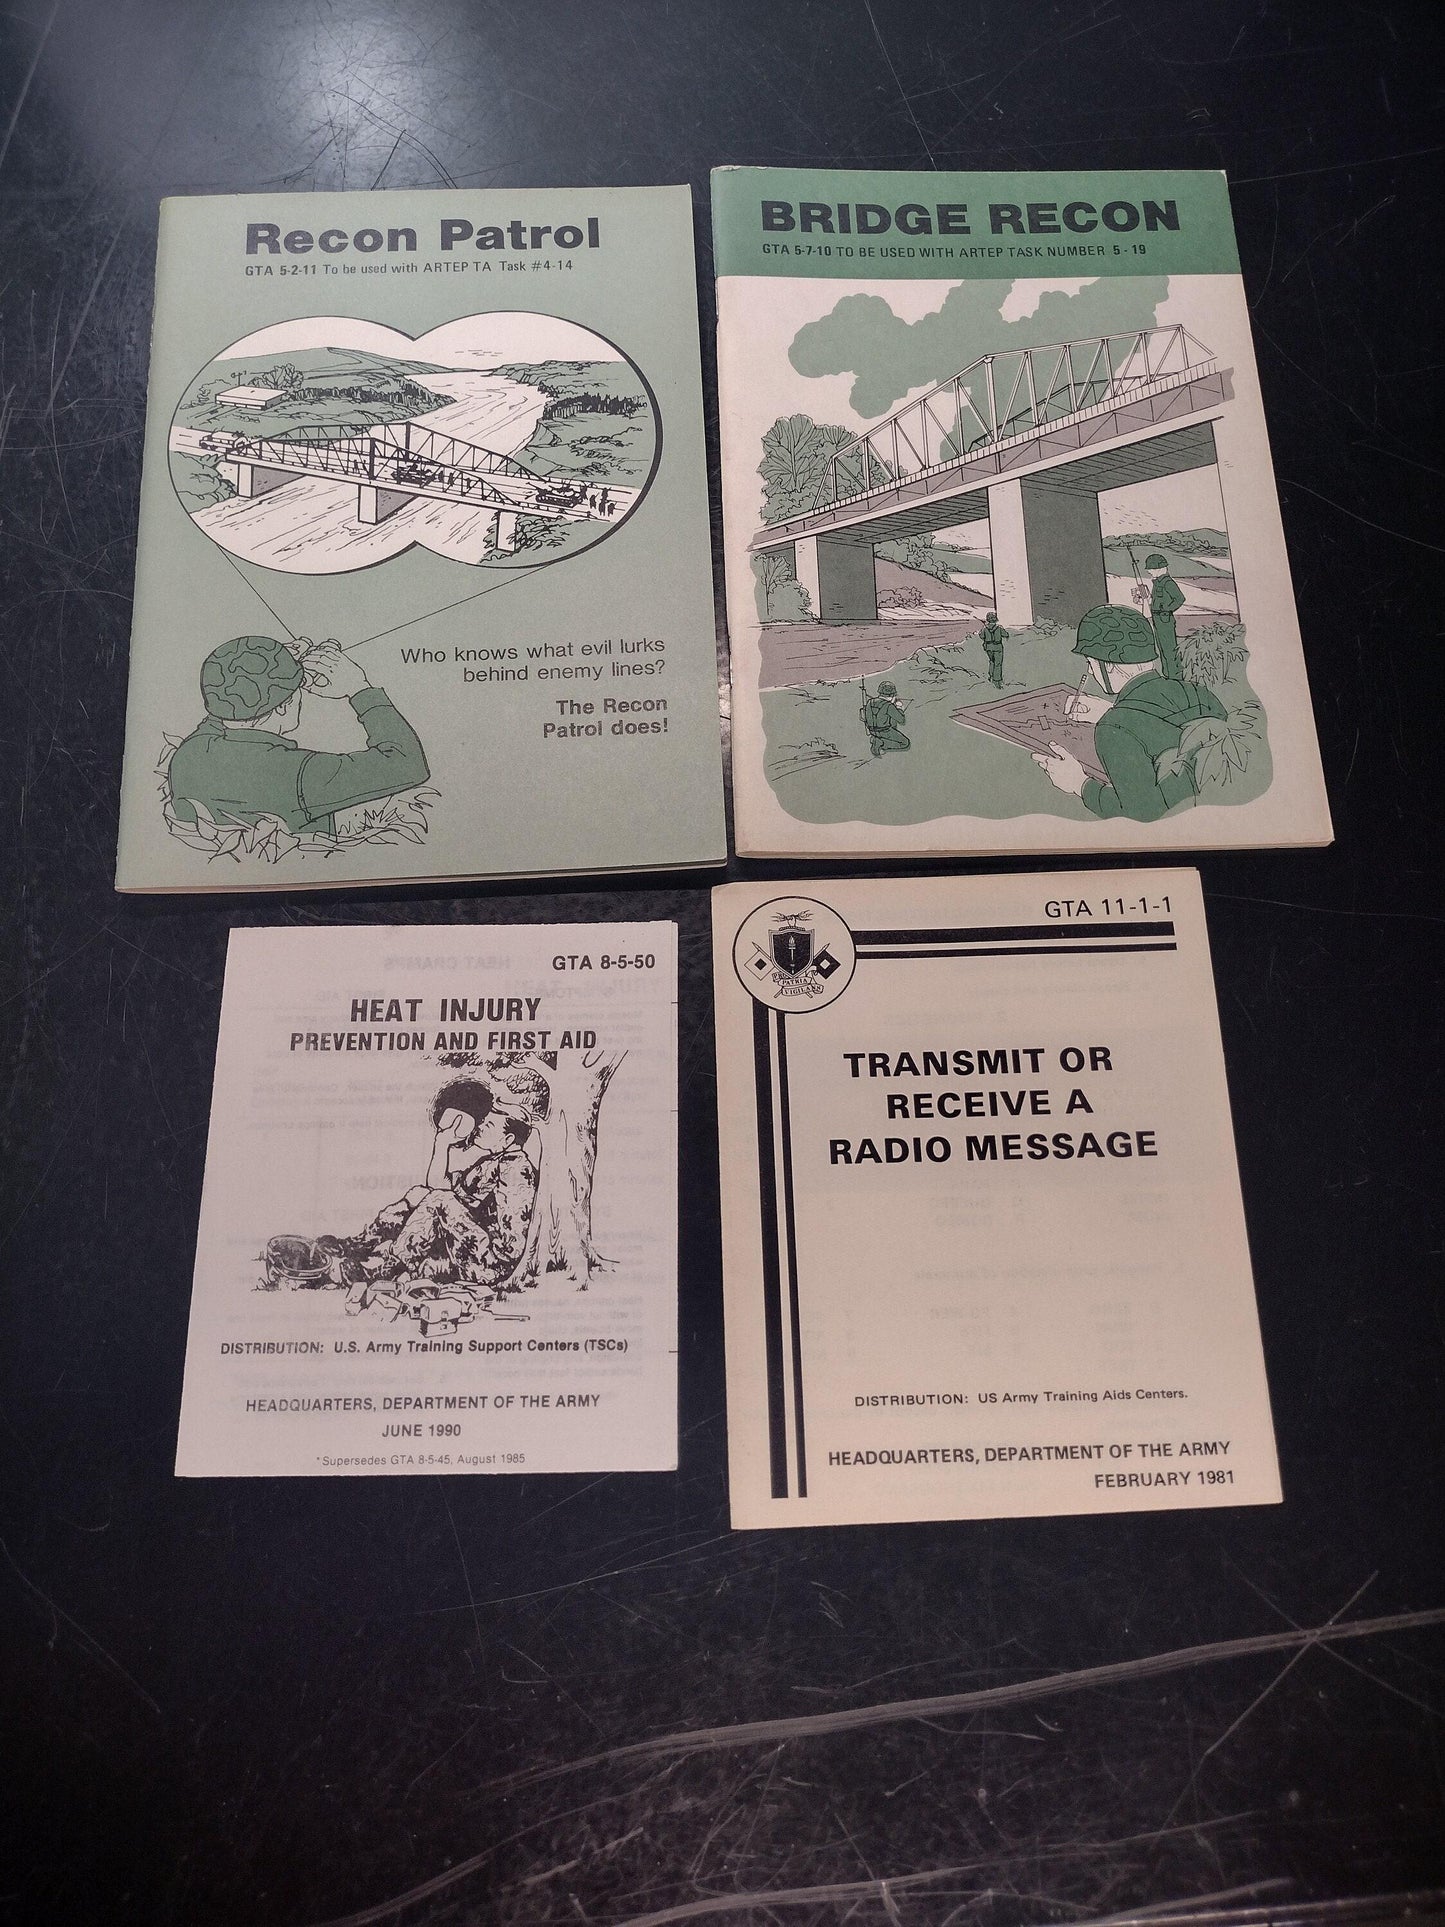 Recon Patrol
GTA 5-2-11 To be used with ARTEP TA Task #4-14
Who knows what evil lurks
behind enemy lines?
The Recon
Patrol does!
BRIDGE RECON
GTA 5-7-10 TO BE USED WITH ARTEP TASK NUMBER 5-19
GTA 8-5-50
HEAT INJURY
PREVENTION AND FIRST AID
DISTRIBUTION: U.S. Army Training Support Centers (TSCs)
HEADQUARTERS, DEPARTMENT OF THE ARMY
JUNE 1990
*Supersedes GTA 8-5-45, August 1985
GTA 11-1-1
PRO
PATRIA
VIGILANS
TRANSMIT OR
RECEIVE A
RADIO MESSAGE
DISTRIBUTION: US Army Training Aids Centers.
HEADQUARTERS, DEPARTMENT OF THE ARMY
FEBRUARY 1981